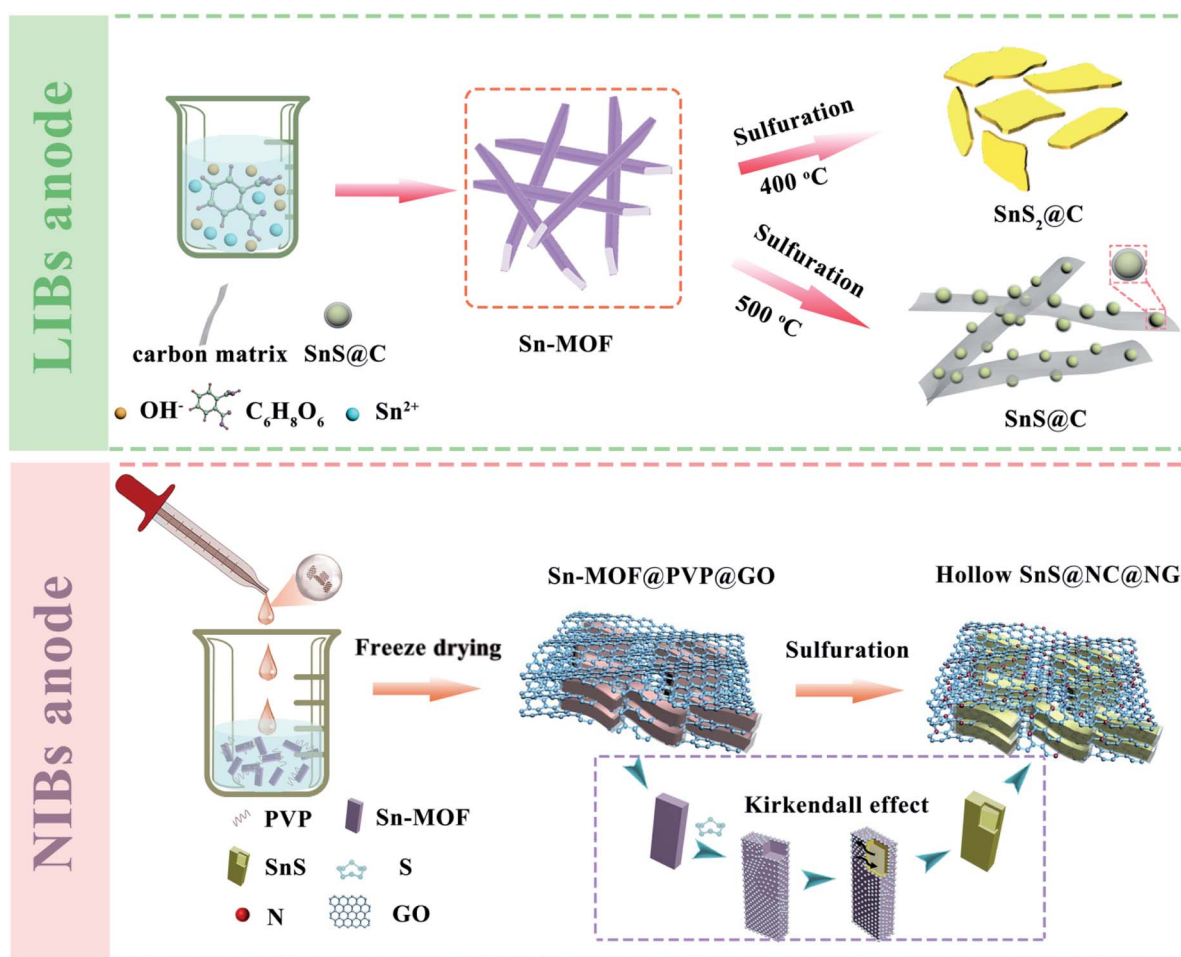 LIBs anode
Sulfuration
400 °C
SnS₂@C
Sulfuration
500 °C
SnS@C
Sn-MOF
carbon matrix SnS@C
OH⁻ C₆H₈O₆ Sn²⁺
NIBs anode
Sn-MOF@PVP@GO
Hollow SnS@NC@NG
Freeze drying
Sulfuration
Kirkendall effect
PVP Sn-MOF
SnS S
N GO